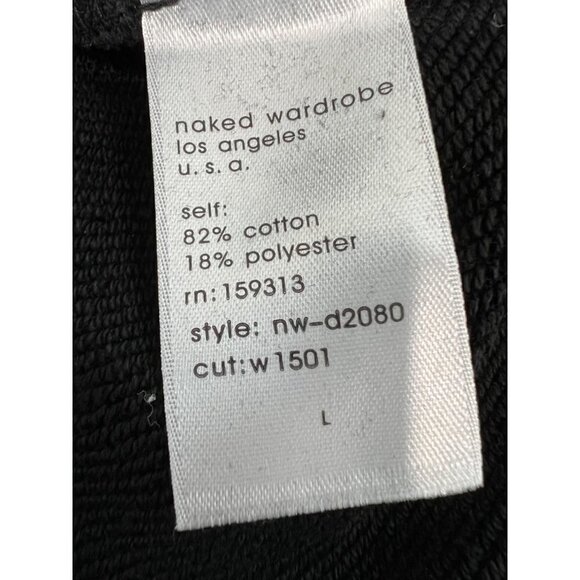 naked wardrobe
los angeles
u. s. a.
self:
82% cotton
18% polyester
rn: 159313
style: nw-d2080
cut: w1501
L